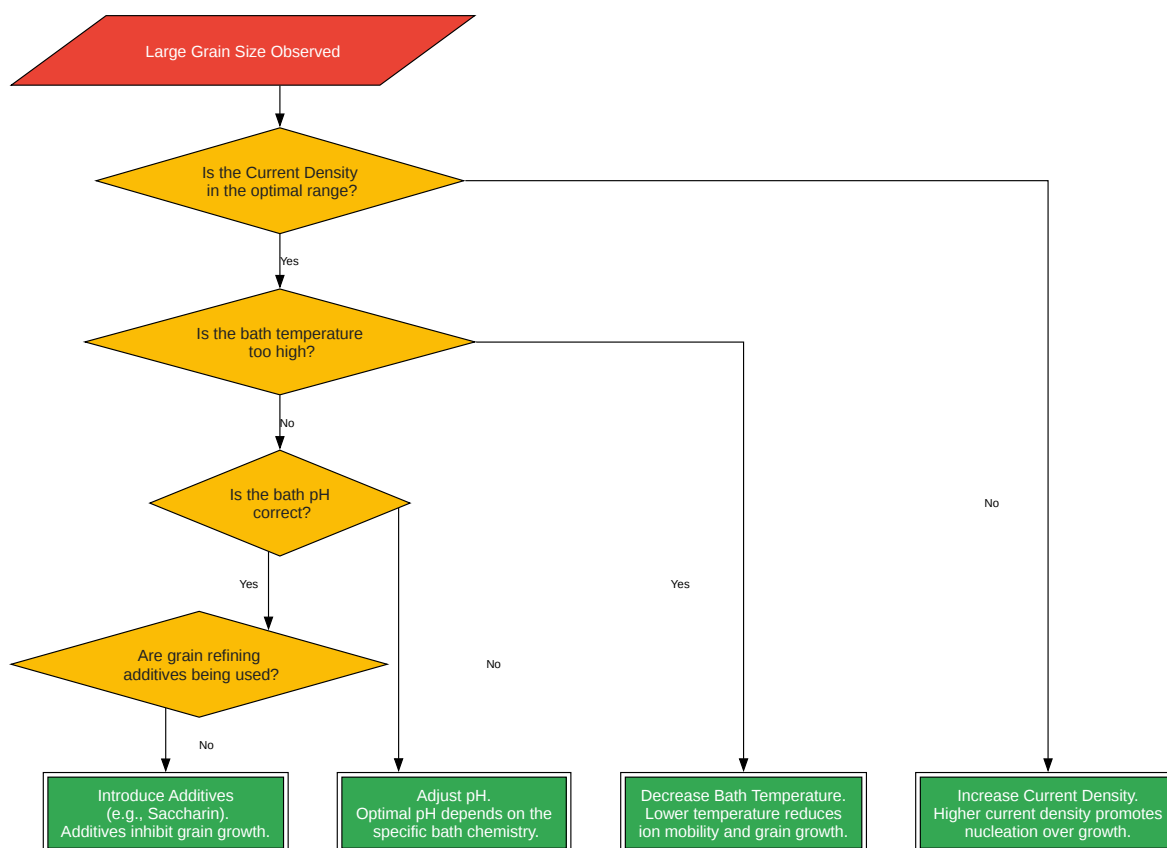 Large Grain Size Observed
Is the Current Density
in the optimal range?
Yes
Is the bath temperature
too high?
No
Is the bath pH
correct?
No
Yes
Yes
Are grain refining
additives being used?
No
No
Introduce Additives
(e.g., Saccharin).
Additives inhibit grain growth.
Adjust pH.
Optimal pH depends on the
specific bath chemistry.
Decrease Bath Temperature.
Lower temperature reduces
ion mobility and grain growth.
Increase Current Density.
Higher current density promotes
nucleation over growth.